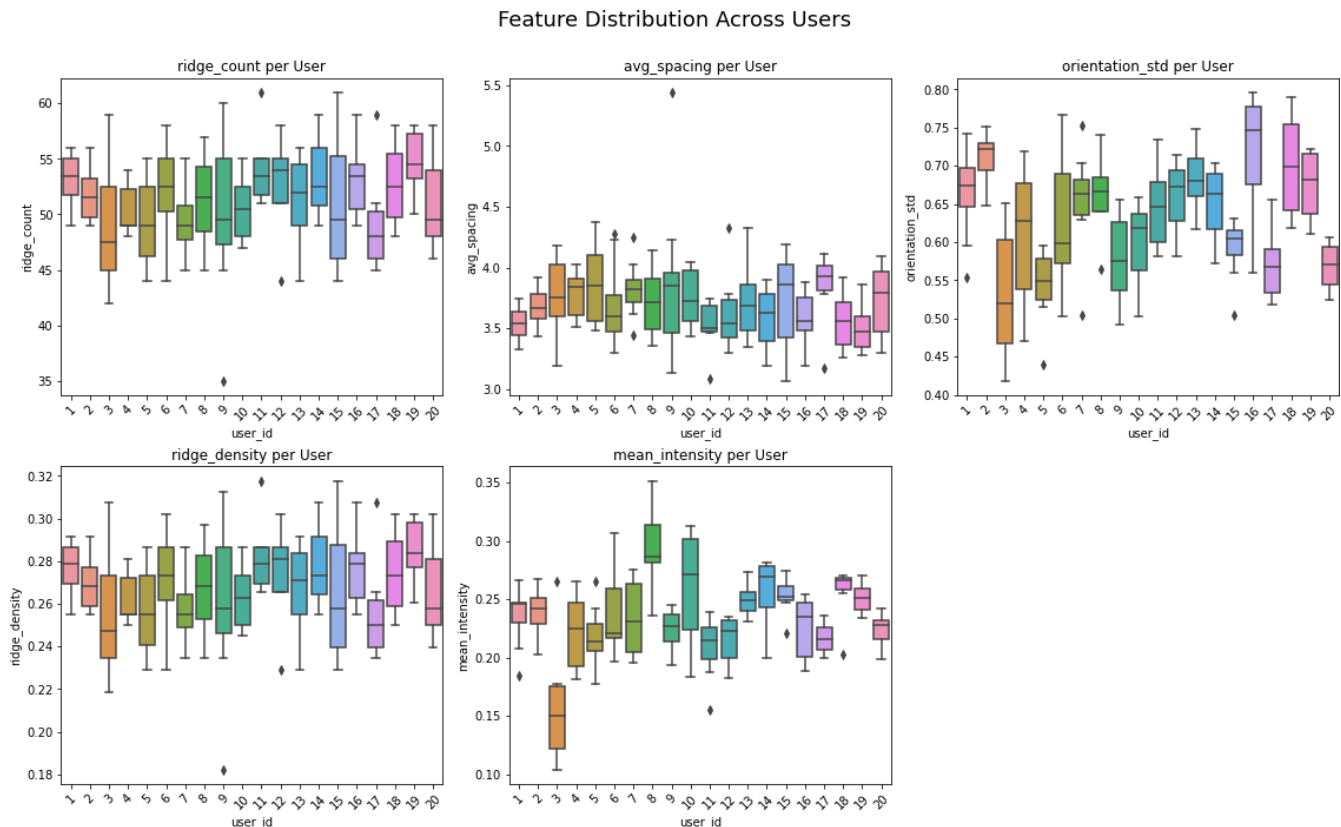 Feature Distribution Across Users
ridge_count per User
ridge_count
60
55
50
45
40
35
1 2 3 4 5 6 7 8 9 10 11 12 13 14 15 16 17 18 19 20
user_id
avg_spacing per User
avg_spacing
5.5
5.0
4.5
4.0
3.5
3.0
1 2 3 4 5 6 7 8 9 10 11 12 13 14 15 16 17 18 19 20
user_id
orientation_std per User
orientation_std
0.80
0.75
0.70
0.65
0.60
0.55
0.50
0.45
0.40
1 2 3 4 5 6 7 8 9 10 11 12 13 14 15 16 17 18 19 20
user_id
ridge_density per User
ridge_density
0.32
0.30
0.28
0.26
0.24
0.22
0.20
0.18
1 2 3 4 5 6 7 8 9 10 11 12 13 14 15 16 17 18 19 20
user_id
mean_intensity per User
mean_intensity
0.35
0.30
0.25
0.20
0.15
0.10
1 2 3 4 5 6 7 8 9 10 11 12 13 14 15 16 17 18 19 20
user_id